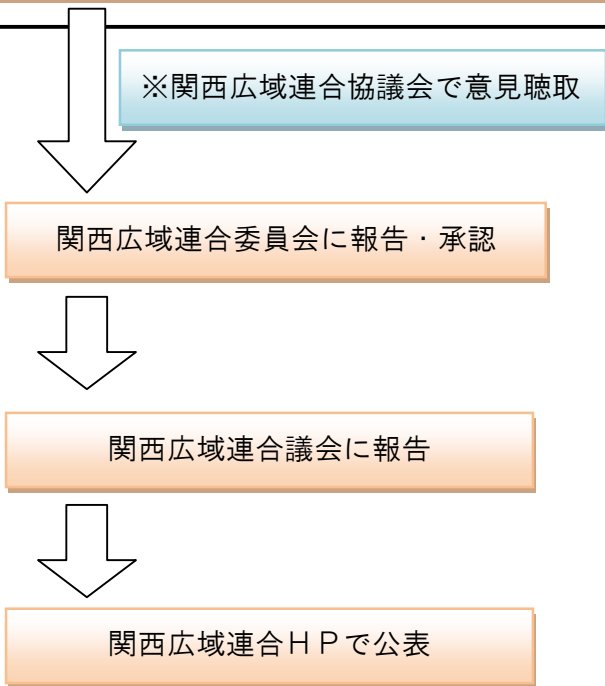 ※関西広域連合協議会で意見聴取
関西広域連合委員会に報告・承認
関西広域連合議会に報告
関西広域連合ＨＰで公表